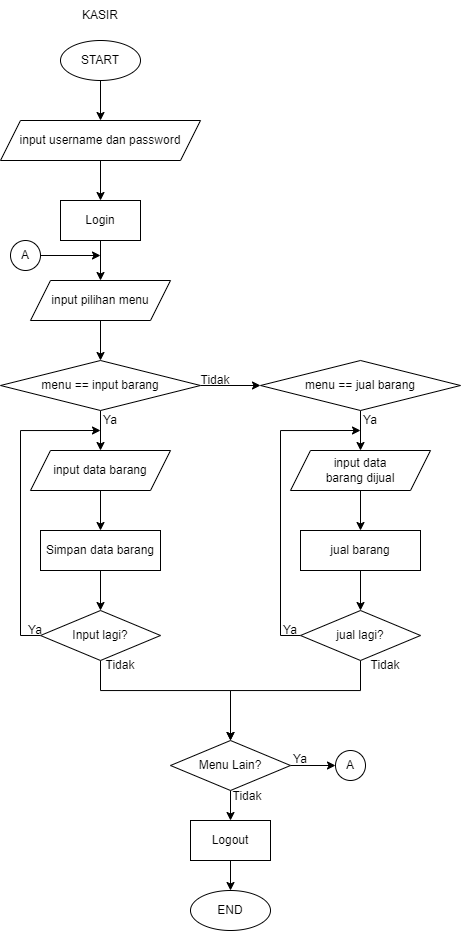 KASIR
START
input username dan password
Login
A
input pilihan menu
menu == input barang
Tidak
menu == jual barang
Ya
Ya
input data barang
input data
barang dijual
Simpan data barang
jual barang
Ya
Input lagi?
Ya
jual lagi?
Tidak
Tidak
Menu Lain?
Ya
A
Tidak
Logout
END